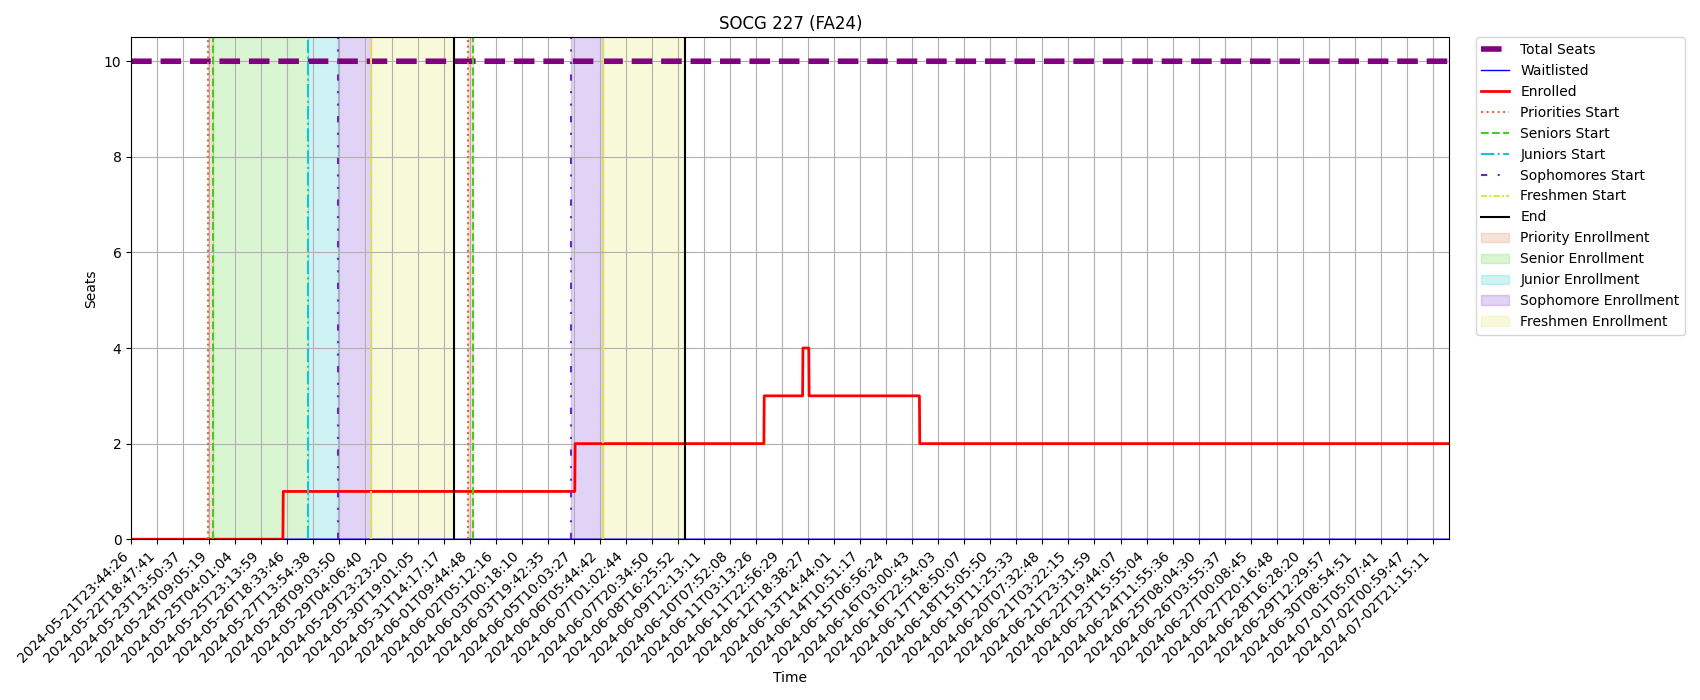 SOCG 227 (FA24)
10
8
6
4
2
0
Seats
2024-05-21T23:44:26
2024-05-22T18:47:41
2024-05-23T13:50:37
2024-05-24T09:05:19
2024-05-25T04:01:04
2024-05-25T23:13:59
2024-05-26T18:33:46
2024-05-27T13:54:38
2024-05-28T09:03:50
2024-05-29T04:06:40
2024-05-29T23:23:20
2024-05-30T19:01:05
2024-05-31T14:17:17
2024-06-01T09:44:48
2024-06-02T05:12:16
2024-06-03T00:18:10
2024-06-03T19:42:35
2024-06-05T10:03:27
2024-06-06T05:44:42
2024-06-07T01:02:44
2024-06-07T20:34:50
2024-06-08T16:25:52
2024-06-09T12:13:11
2024-06-10T07:52:08
2024-06-11T03:13:26
2024-06-11T22:56:29
2024-06-12T18:38:27
2024-06-13T14:44:01
2024-06-14T10:51:17
2024-06-15T06:56:24
2024-06-16T03:00:43
2024-06-16T22:54:03
2024-06-17T18:50:07
2024-06-18T15:05:50
2024-06-19T11:25:33
2024-06-20T07:32:48
2024-06-21T03:22:15
2024-06-21T23:31:59
2024-06-22T19:44:07
2024-06-23T15:55:04
2024-06-24T11:55:36
2024-06-25T08:04:30
2024-06-26T03:55:37
2024-06-27T00:08:45
2024-06-27T20:16:48
2024-06-28T16:28:20
2024-06-29T12:29:57
2024-06-30T08:54:51
2024-07-01T05:07:41
2024-07-02T00:59:47
2024-07-02T21:15:11
Time
Total Seats
Waitlisted
Enrolled
Priorities Start
Seniors Start
Juniors Start
Sophomores Start
Freshmen Start
End
Priority Enrollment
Senior Enrollment
Junior Enrollment
Sophomore Enrollment
Freshmen Enrollment